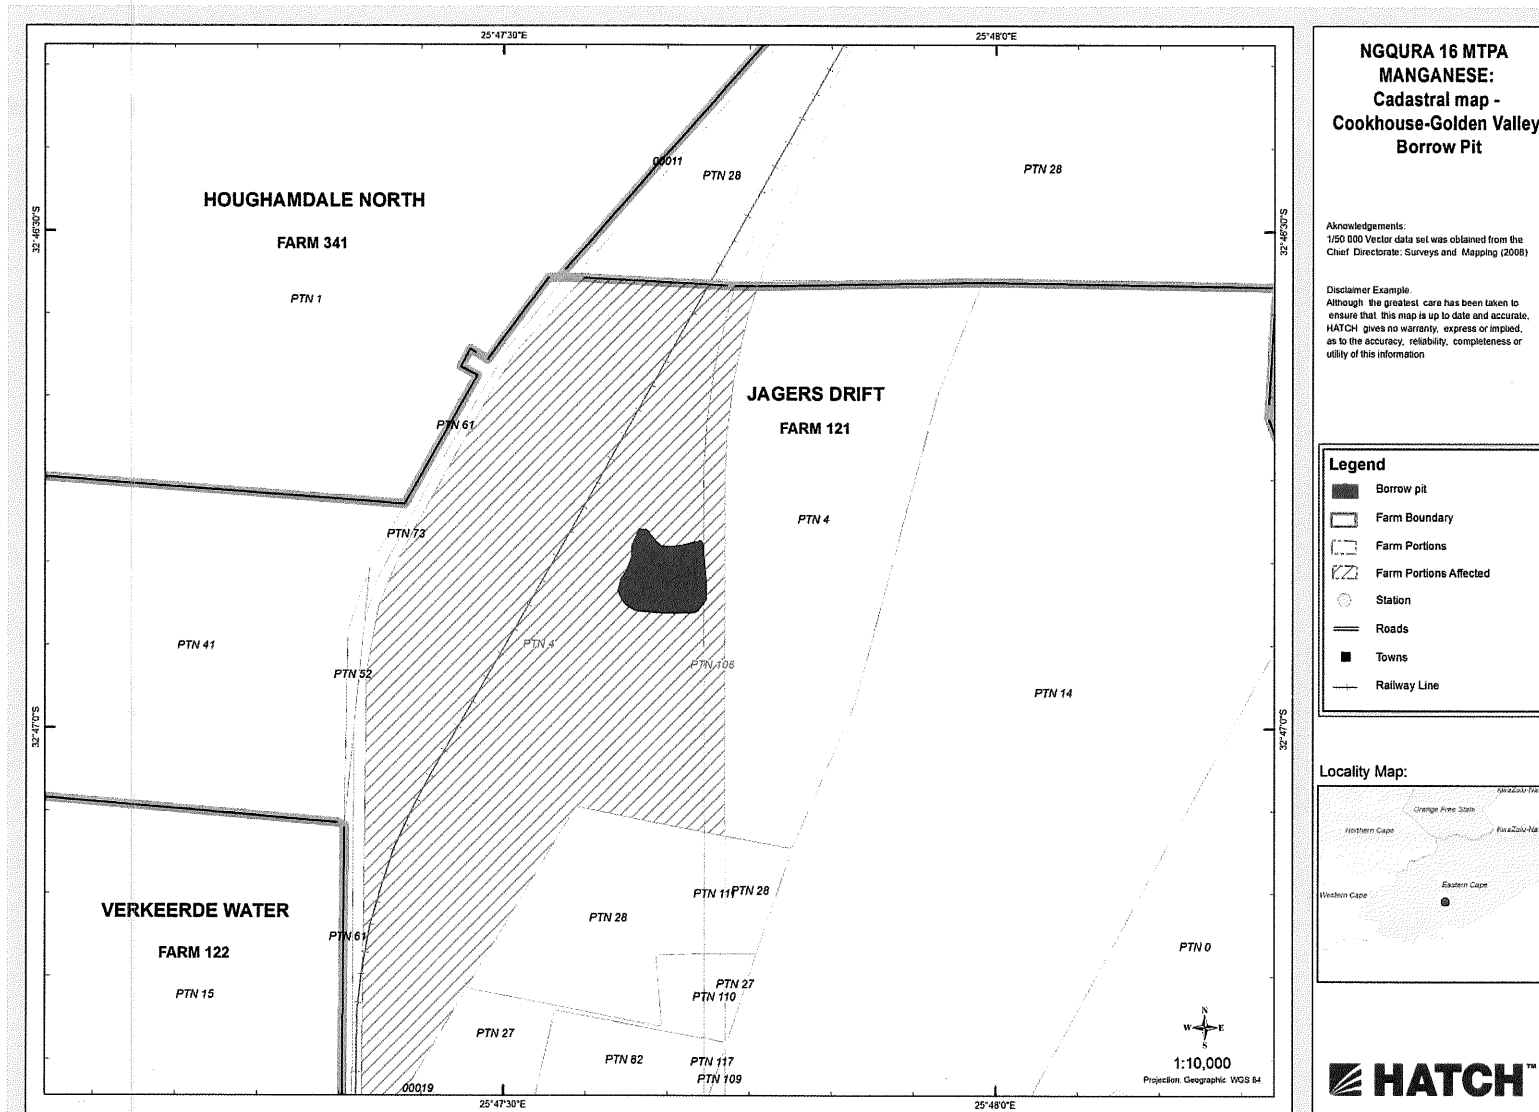 25°47'30"E
25°48'0"E
NGQURA 16 MTPA
MANGANESE:
Cadastral map -
Cookhouse-Golden Valley
Borrow Pit
00011
PTN 28
PTN 28
HOUGHAMDALE NORTH
FARM 341
PTN 1
32°46'30"S
32°46'30"S
Aknowledgements:
1/50 000 Vector data set was obtained from the
Chief Directorate: Surveys and Mapping (2008)
Disclaimer Example.
Although the greatest care has been taken to
ensure that this map is up to date and accurate,
HATCH gives no warranty, express or implied,
as to the accuracy, reliability, completeness or
utility of this information
JAGERS DRIFT
FARM 121
PTN 61
PTN 4
PTN 73
Legend
Borrow pit
Farm Boundary
Farm Portions
Farm Portions Affected
Station
Roads
Towns
Railway Line
PTN 41
PTN 4
PTN 52
PTN 106
PTN 14
32°47'0"S
32°47'0"S
Locality Map:
KwaZulu-Na
Orange Free State
Northern Cape
KwaZulu-Na
Eastern Cape
Western Cape
PTN 111
PTN 28
PTN 28
VERKEERDE WATER
FARM 122
PTN 61
PTN 15
PTN 0
PTN 27
PTN 110
PTN 27
PTN 82
PTN 117
PTN 109
00019
N
W E
S
1:10,000
Projection: Geographic WGS 84
HATCH™
25°47'30"E
25°48'0"E